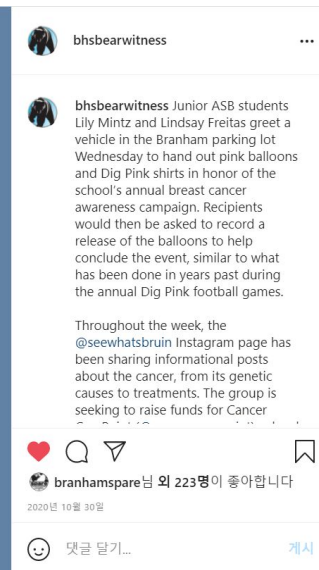 bhsbearwitness
bhsbearwitness Junior ASB students
Lily Mintz and Lindsay Freitas greet a
vehicle in the Branham parking lot
Wednesday to hand out pink balloons
and Dig Pink shirts in honor of the
school's annual breast cancer
awareness campaign. Recipients
would then be asked to record a
release of the balloons to help
conclude the event, similar to what
has been done in years past during
the annual Dig Pink football games.
Throughout the week, the
@seewhatsbruin Instagram page has
been sharing informational posts
about the cancer, from its genetic
causes to treatments. The group is
seeking to raise funds for Cancer
branhamspare님 외 223명이 좋아합니다
2020년 10월 30일
댓글 달기...
게시